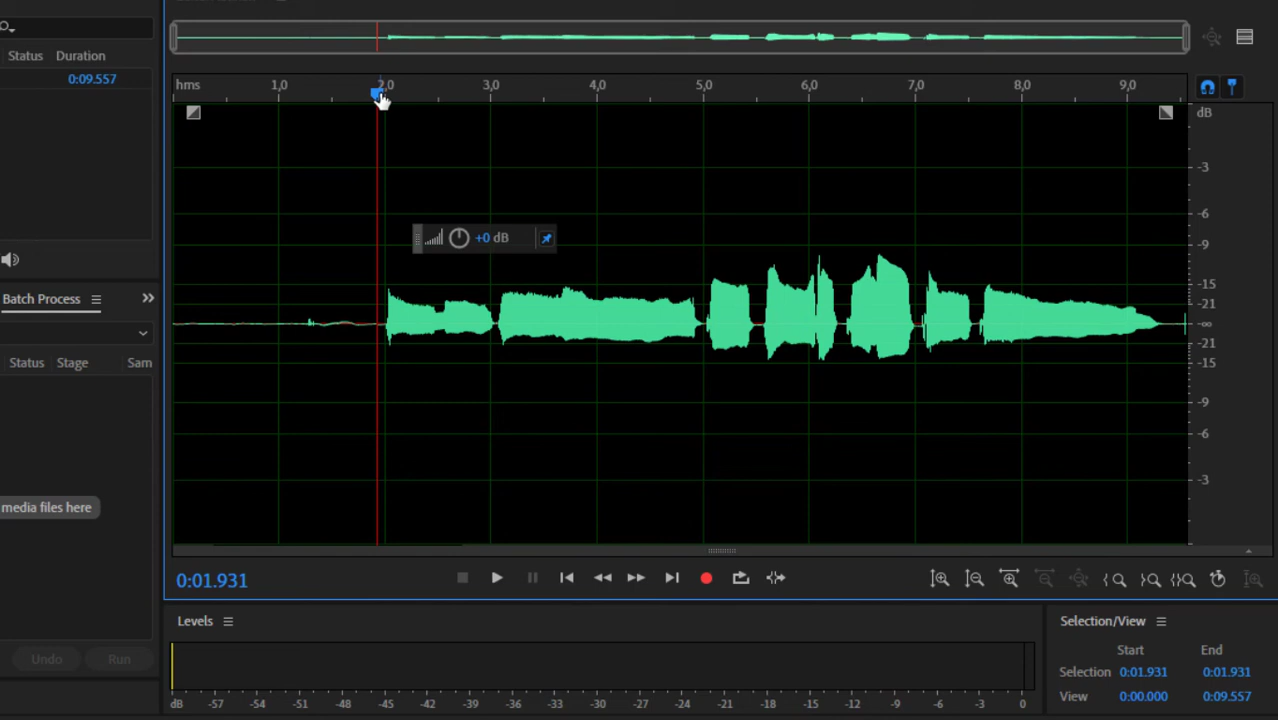 Status Duration
0:09.557
hms 1,0 2,0 3,0 4,0 5,0 6,0 7,0 8,0 9,0
dB
-3
-6
-9
+0 dB
-15
-21
-∞
-21
-15
-9
-6
-3
Batch Process
Status Stage Sam
media files here
Undo Run
0:01.931
Levels
dB -57 -54 -51 -48 -45 -42 -39 -36 -33 -30 -27 -24 -21 -18 -15 -12 -9 -6 -3 0
Selection/View
Start End
Selection 0:01.931 0:01.931
View 0:00.000 0:09.557